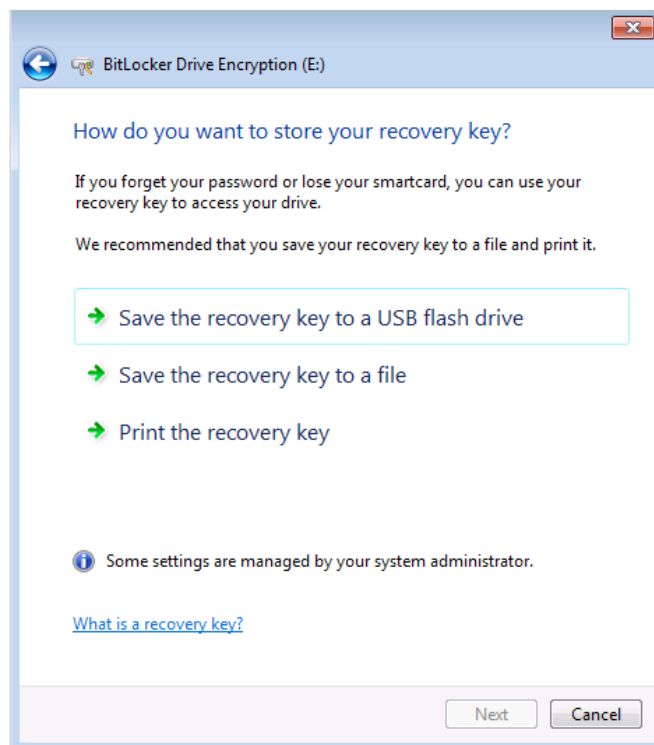 BitLocker Drive Encryption (E:)
How do you want to store your recovery key?
If you forget your password or lose your smartcard, you can use your
recovery key to access your drive.
We recommended that you save your recovery key to a file and print it.
Save the recovery key to a USB flash drive
Save the recovery key to a file
Print the recovery key
Some settings are managed by your system administrator.
What is a recovery key?
Next
Cancel